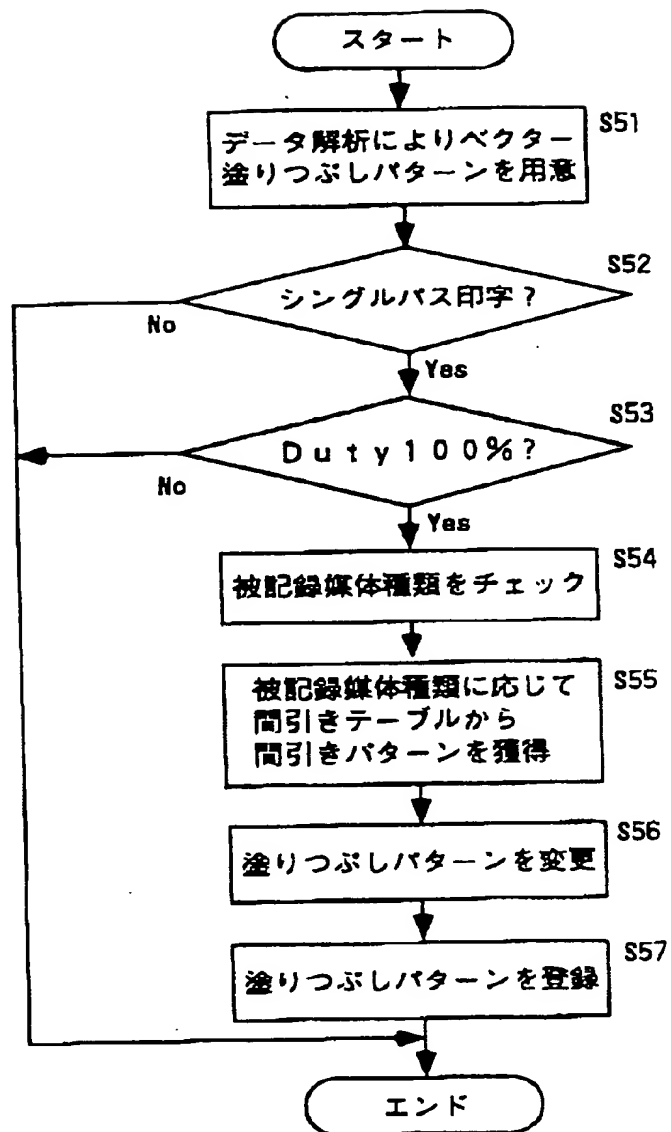 スタート
S51
データ解析によりベクター
塗りつぶしパターンを用意
S52
シングルパス印字?
No
Yes
S53
Duty100%?
No
Yes
S54
被記録媒体種類をチェック
S55
被記録媒体種類に応じて
間引きテーブルから
間引きパターンを獲得
S56
塗りつぶしパターンを変更
S57
塗りつぶしパターンを登録
エンド